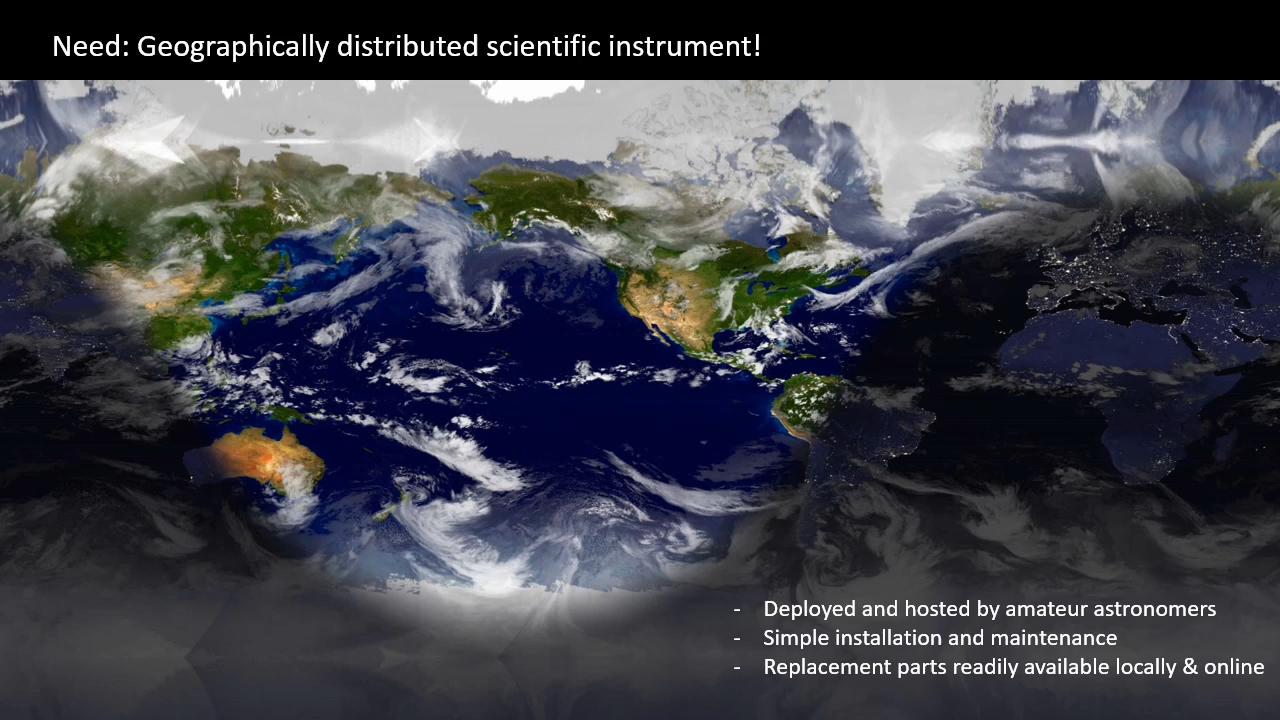 Need: Geographically distributed scientific instrument!
- Deployed and hosted by amateur astronomers
- Simple installation and maintenance
- Replacement parts readily available locally & online